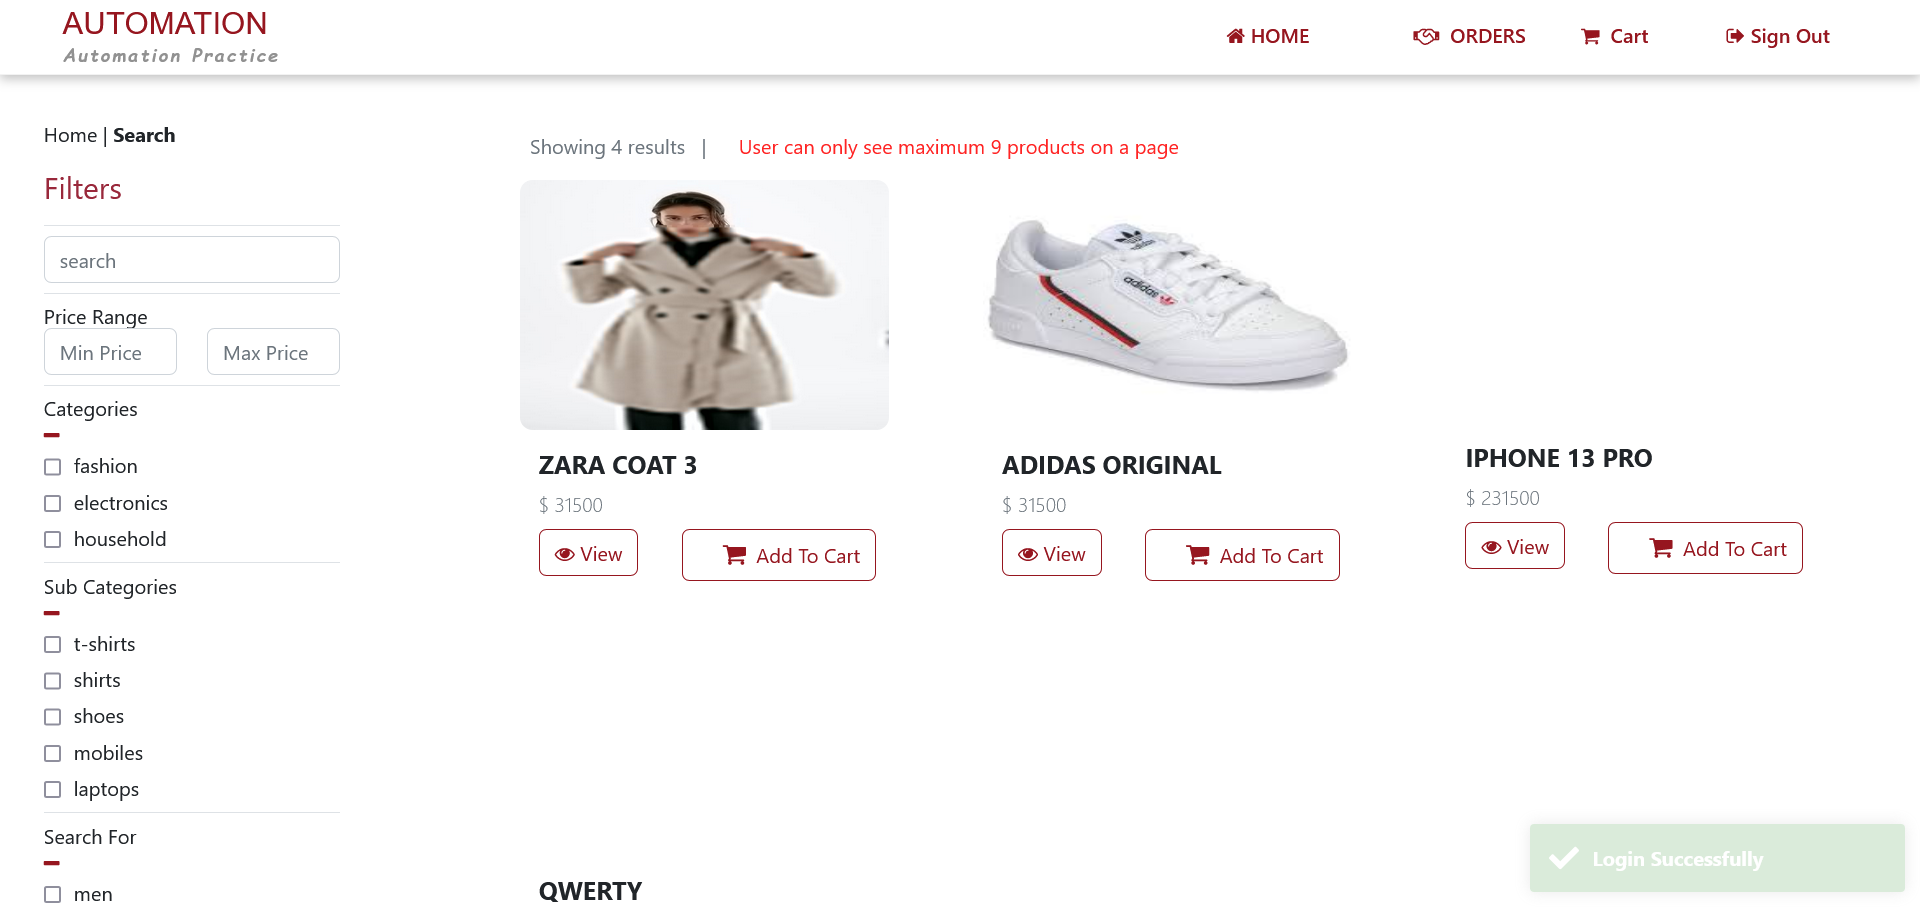 AUTOMATION
Automation Practice
HOME
ORDERS
Cart
Sign Out
Home | Search
Showing 4 results |
User can only see maximum 9 products on a page
Filters
search
Price Range
Min Price
Max Price
Categories
fashion
electronics
household
Sub Categories
t-shirts
shirts
shoes
mobiles
laptops
Search For
men
adidas
adidas
ZARA COAT 3
$ 31500
View
Add To Cart
ADIDAS ORIGINAL
$ 31500
View
Add To Cart
IPHONE 13 PRO
$ 231500
View
Add To Cart
QWERTY
Login Successfully